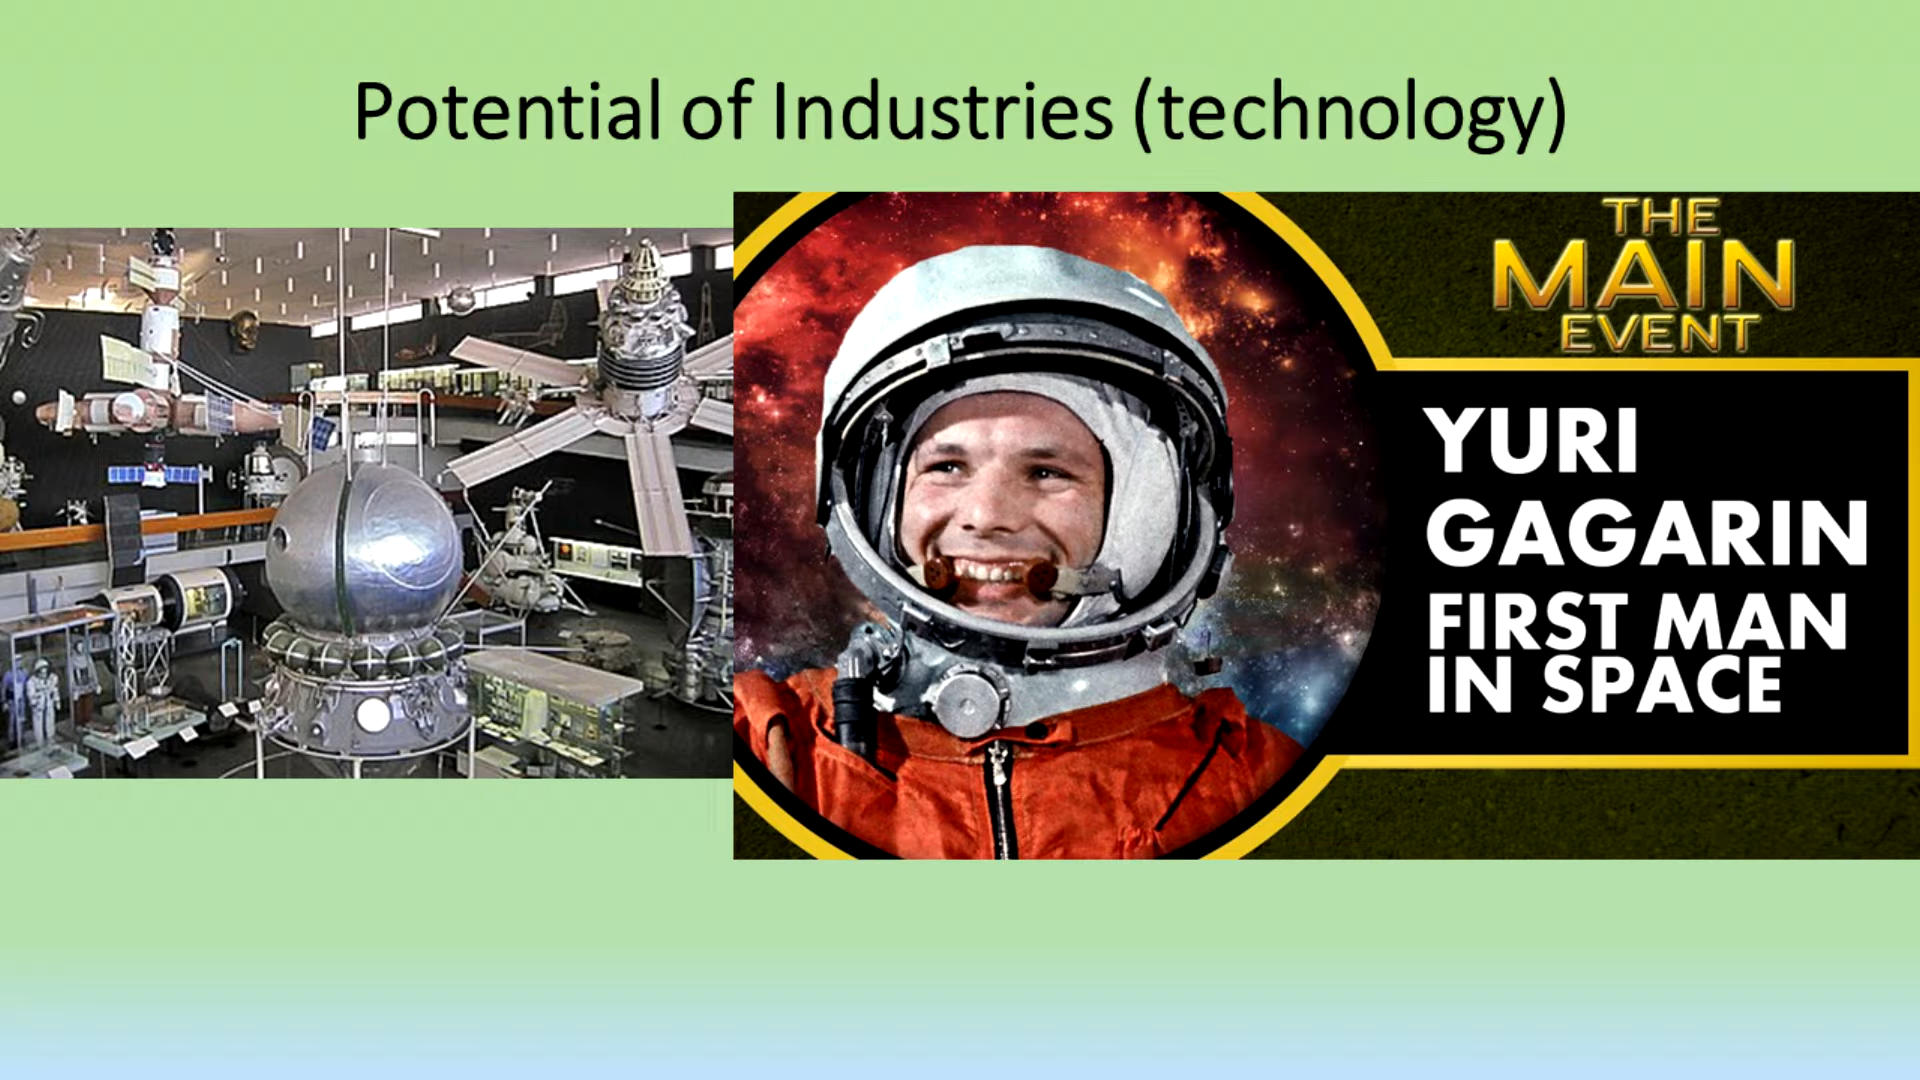 Potential of Industries (technology)
THE
MAIN
EVENT
YURI
GAGARIN
FIRST MAN
IN SPACE